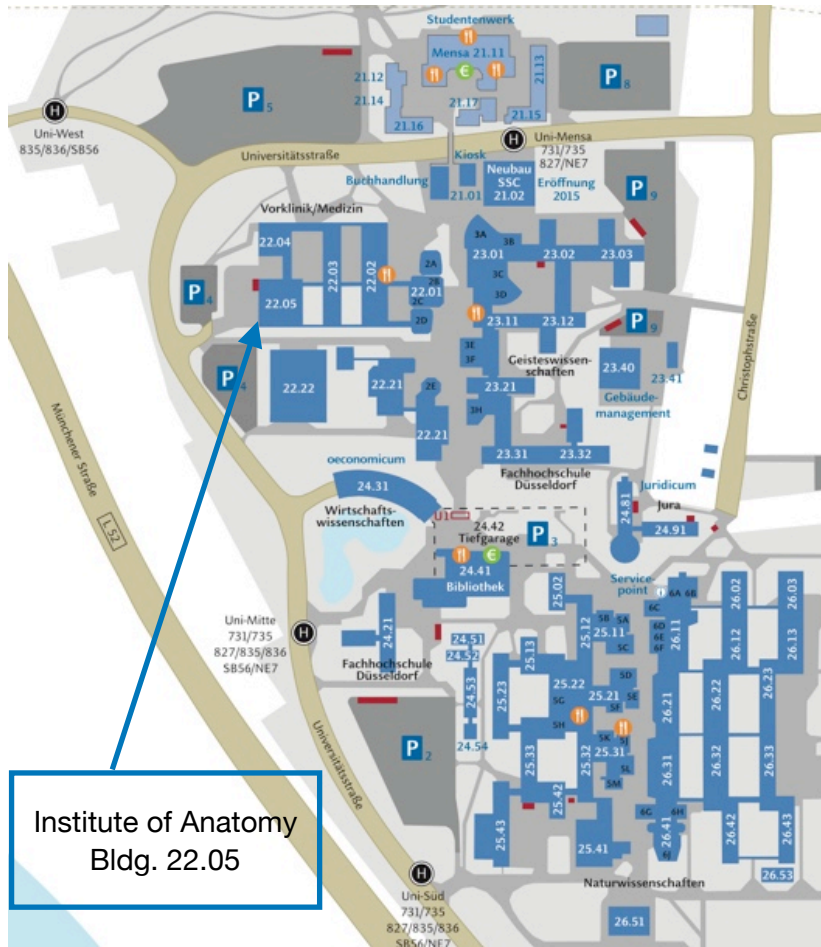 Studentenwerk
Mensa 21.11
21.12
21.14
21.13
21.17
21.15
21.16
P5
P8
H
Uni-West
835/836/SB56
H
Uni-Mensa
731/735
827/NE7
Universitätsstraße
Kiosk
Buchhandlung
21.01
Neubau
SSC
21.02
Eröffnung
2015
P9
Vorklinik/Medizin
22.04
22.03
22.02
22.05
2A
2B
22.01
2C
2D
3A
3B
23.01
23.02
23.03
3C
3D
P4
23.11
23.12
P9
3E
3F
Geisteswissen-
schaften
23.40
23.41
Gebäude-
management
Christophstraße
P4
22.22
22.21
2E
22.21
23.21
3H
23.31
23.32
Fachhochschule
Düsseldorf
Münchener Straße
L 52
oeconomicum
24.31
Wirtschafts-
wissenschaften
U1
24.42
Tiefgarage
P3
24.41
Bibliothek
Juridicum
24.81
Jura
24.91
Service-
point
i
H
Uni-Mitte
731/735
827/835/836
SB56/NE7
24.21
Fachhochschule
Düsseldorf
24.51
24.52
24.53
24.54
25.02
25.12
5B
5A
25.11
5C
25.13
25.23
25.22
5D
25.21
5E
5F
5G
5H
5K
5J
25.31
25.32
25.33
5L
5M
25.42
25.43
25.41
6A
6B
6C
6D
6E
6F
26.11
26.02
26.03
26.12
26.13
26.21
26.22
26.23
26.31
26.32
26.33
6G
6H
26.41
6J
26.42
26.43
26.53
Naturwissenschaften
26.51
P2
Universitätsstraße
H
Uni-Süd
731/735
827/835/836
SB56/NE7
Institute of Anatomy
Bldg. 22.05